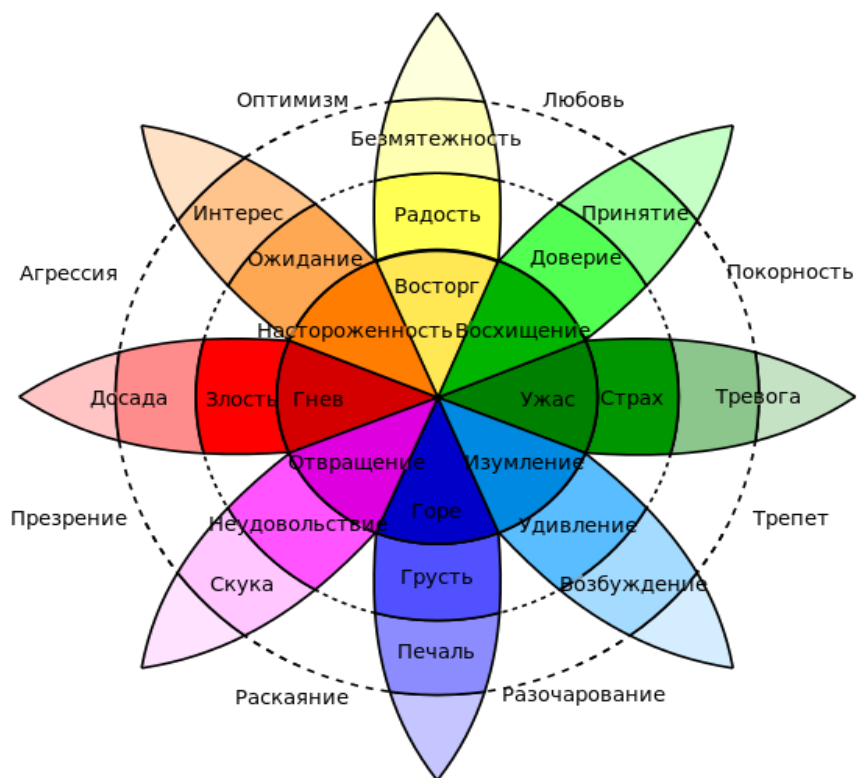 Оптимизм
Любовь
Безмятежность
Интерес
Радость
Принятие
Ожидание
Доверие
Агрессия
Восторг
Покорность
Настороженность
Восхищение
Досада
Злость
Гнев
Ужас
Страх
Тревога
Отвращение
Изумление
Презрение
Неудовольствие
Горе
Удивление
Трепет
Скука
Грусть
Возбуждение
Печаль
Раскаяние
Разочарование